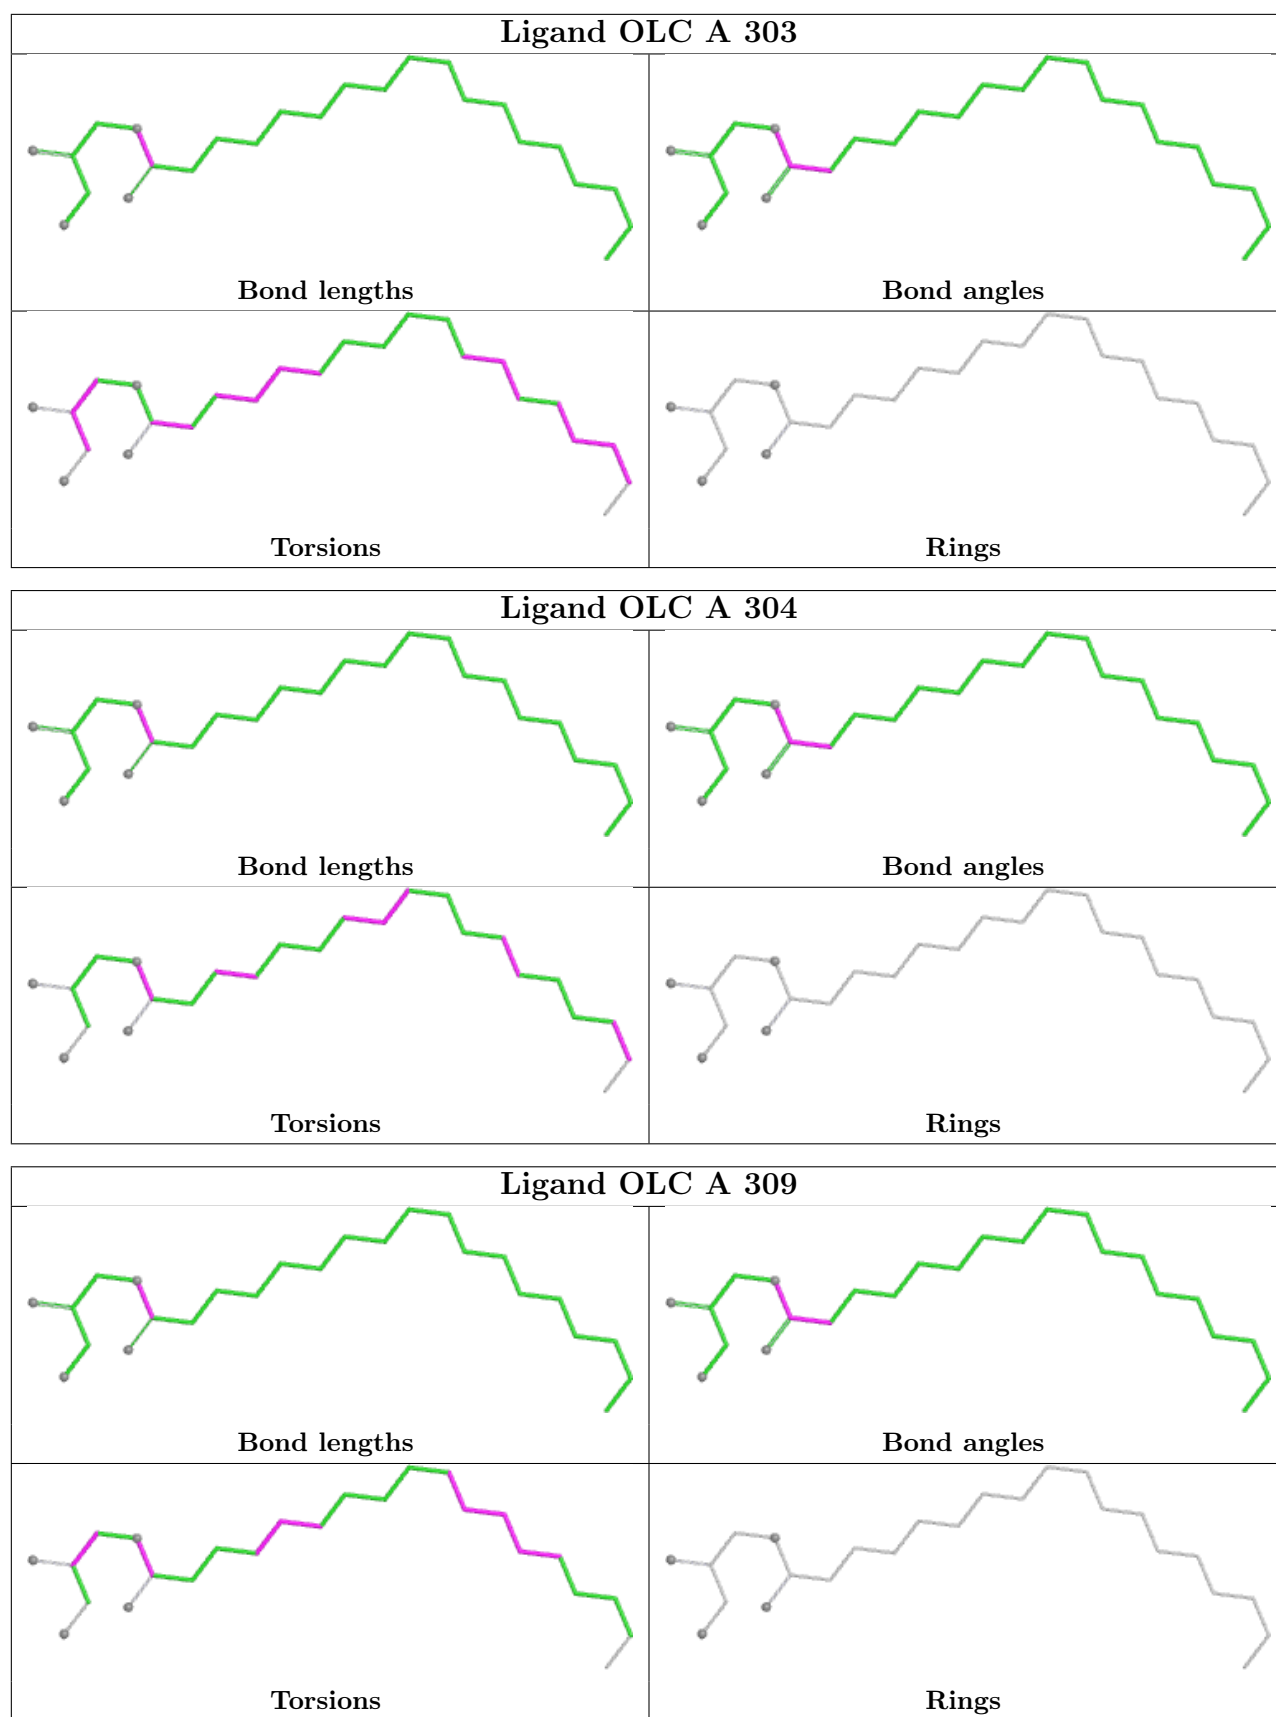 Ligand OLC A 303
Bond lengths
Bond angles
Torsions
Rings
Ligand OLC A 304
Bond lengths
Bond angles
Torsions
Rings
Ligand OLC A 309
Bond lengths
Bond angles
Torsions
Rings